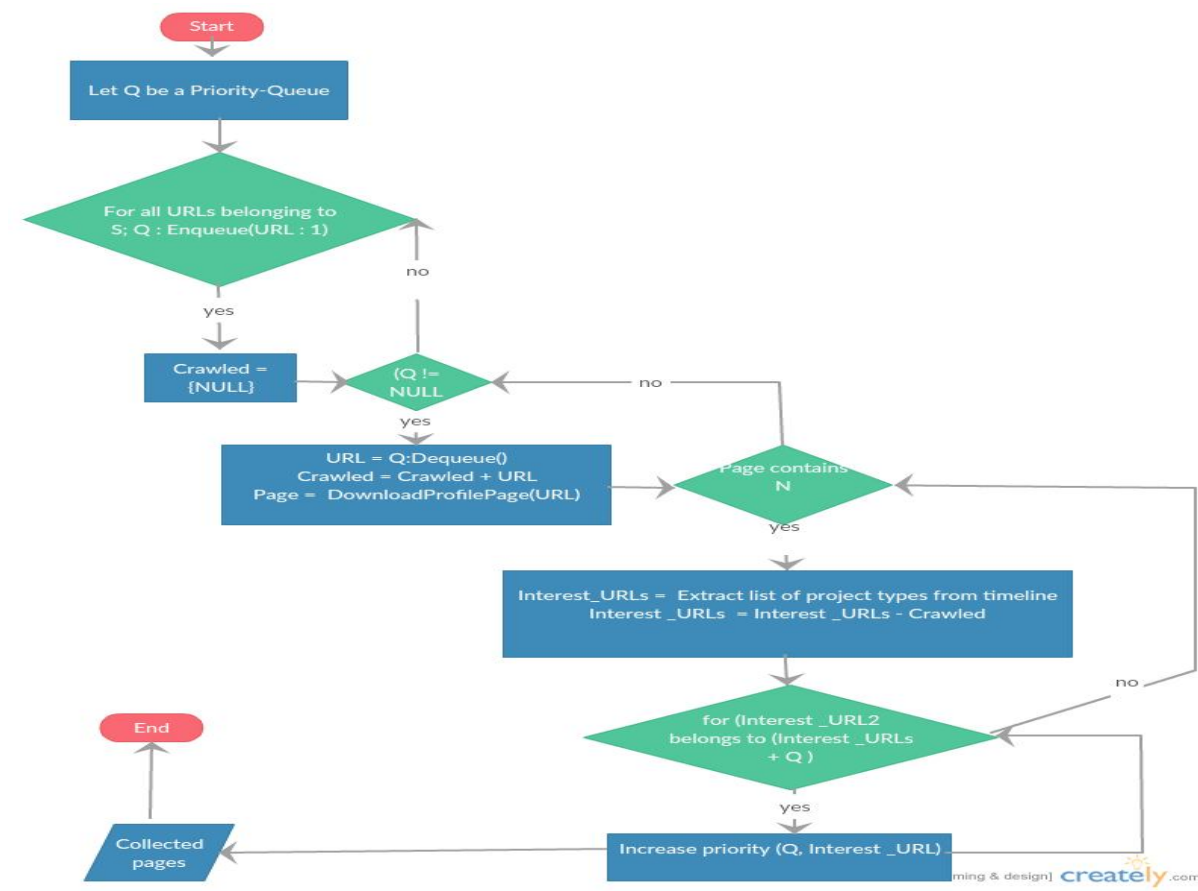 Start
Let Q be a Priority-Queue
For all URLs belonging to
S; Q : Enqueue(URL : 1)
no
yes
Crawled =
{NULL}
(Q !=
NULL
no
yes
URL = Q:Dequeue()
Crawled = Crawled + URL
Page = DownloadProfilePage(URL)
Page contains
N
yes
Interest_URLs = Extract list of project types from timeline
Interest _URLs = Interest _URLs - Crawled
no
for (Interest _URL2
belongs to (Interest _URLs
+ Q )
End
yes
Increase priority (Q, Interest _URL)
Collected
pages
ming & design] creately.com